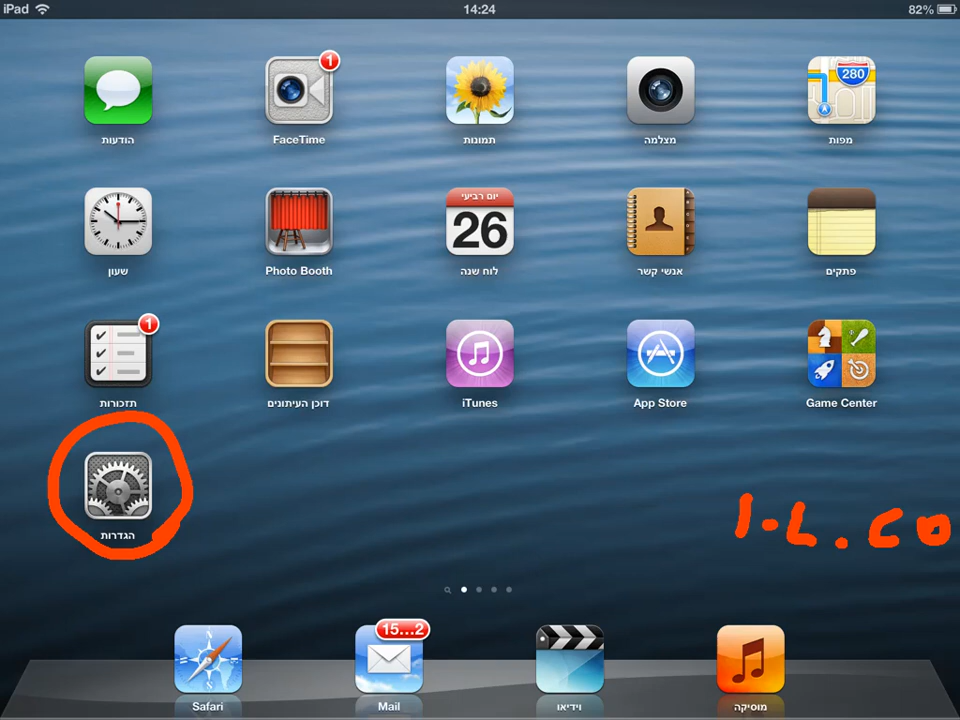 iPad 14:24 82%
1 280 A
הודעות FaceTime תמונות מצלמה מפות
יום רביעי
26
שעון Photo Booth לוח שנה אנשי קשר פתקים
1
תזכורות דוכן העיתונים iTunes App Store Game Center
הגדרות
I-L.CO
15...2
N
Safari Mail וידיאו מוסיקה